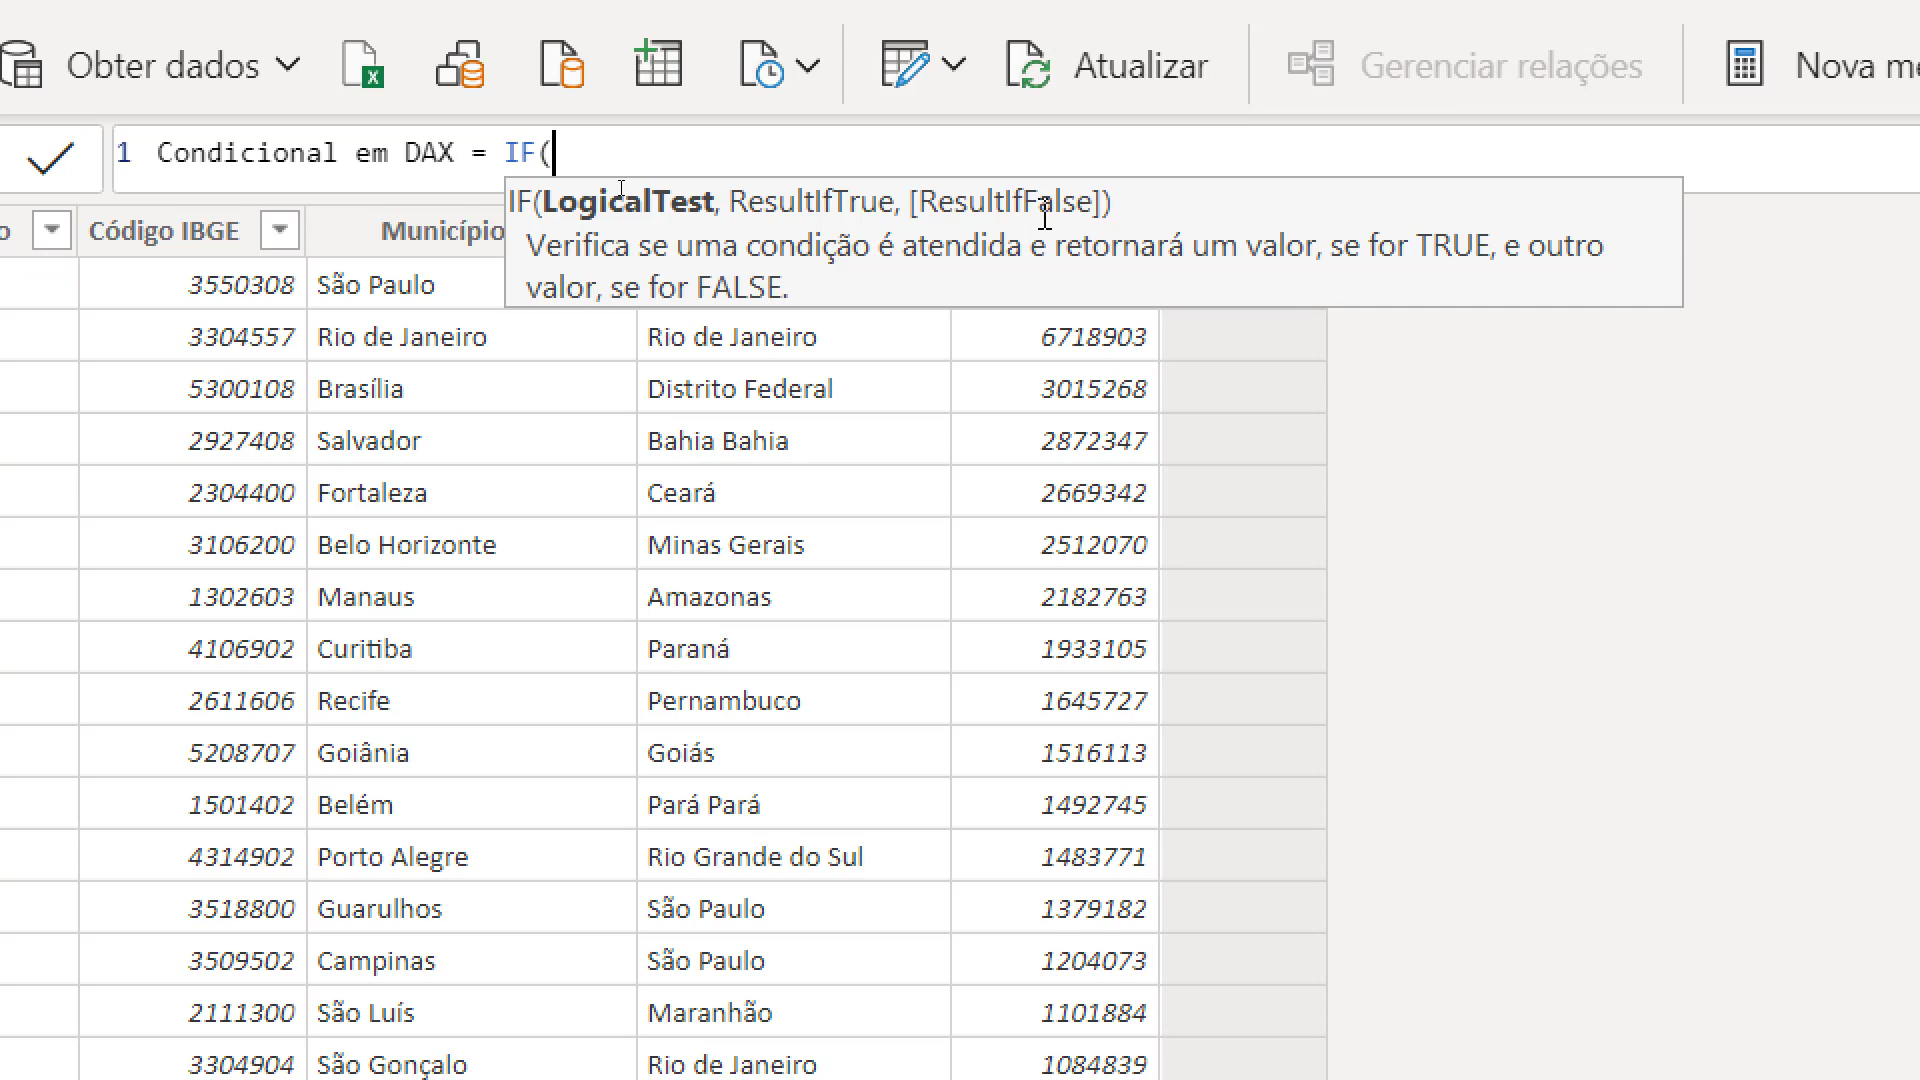 Obter dados
Atualizar
Gerenciar relações
Nova me
1 Condicional em DAX = IF(
IF(LogicalTest, ResultIfTrue, [ResultIfFalse])
Verifica se uma condição é atendida e retornará um valor, se for TRUE, e outro
valor, se for FALSE.
o Código IBGE Município
3550308 São Paulo
3304557 Rio de Janeiro Rio de Janeiro 6718903
5300108 Brasília Distrito Federal 3015268
2927408 Salvador Bahia Bahia 2872347
2304400 Fortaleza Ceará 2669342
3106200 Belo Horizonte Minas Gerais 2512070
1302603 Manaus Amazonas 2182763
4106902 Curitiba Paraná 1933105
2611606 Recife Pernambuco 1645727
5208707 Goiânia Goiás 1516113
1501402 Belém Pará Pará 1492745
4314902 Porto Alegre Rio Grande do Sul 1483771
3518800 Guarulhos São Paulo 1379182
3509502 Campinas São Paulo 1204073
2111300 São Luís Maranhão 1101884
3304904 São Gonçalo Rio de Janeiro 1084839